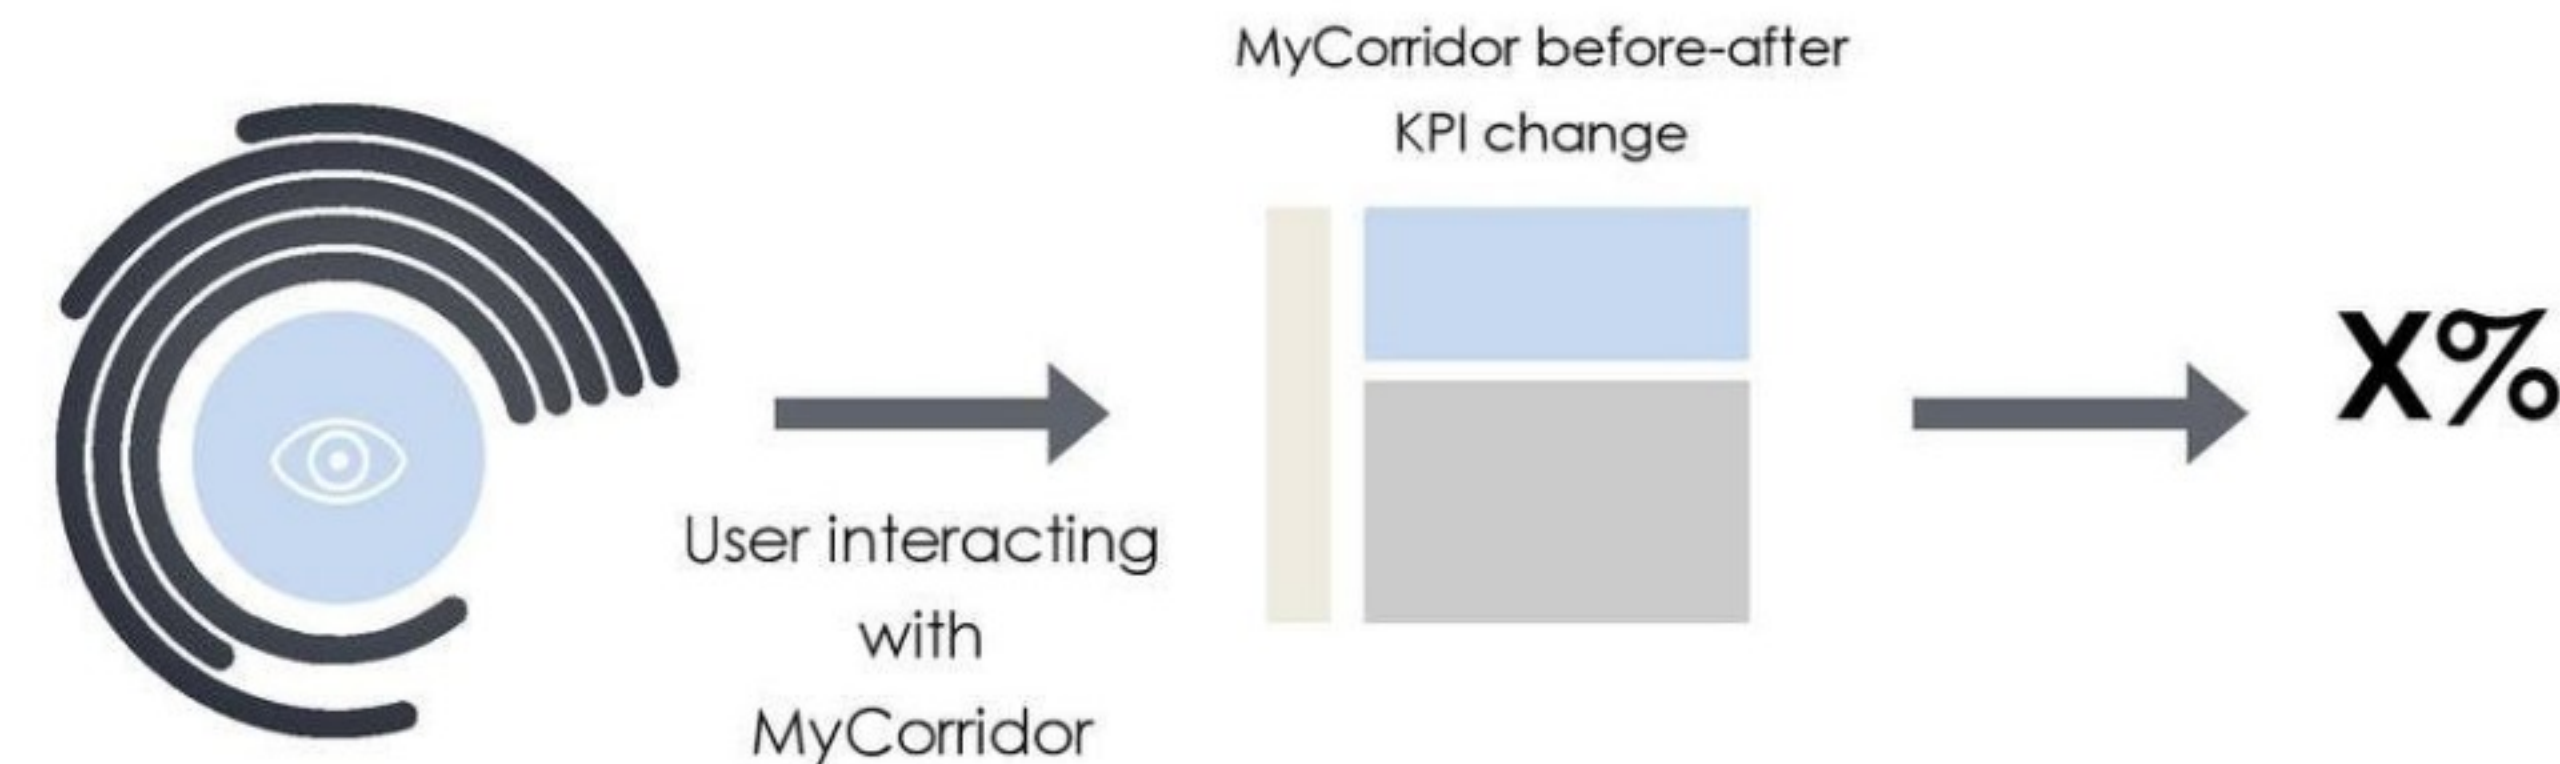 MyCorridor before-after
KPI change
User interacting
with
MyCorridor
X%